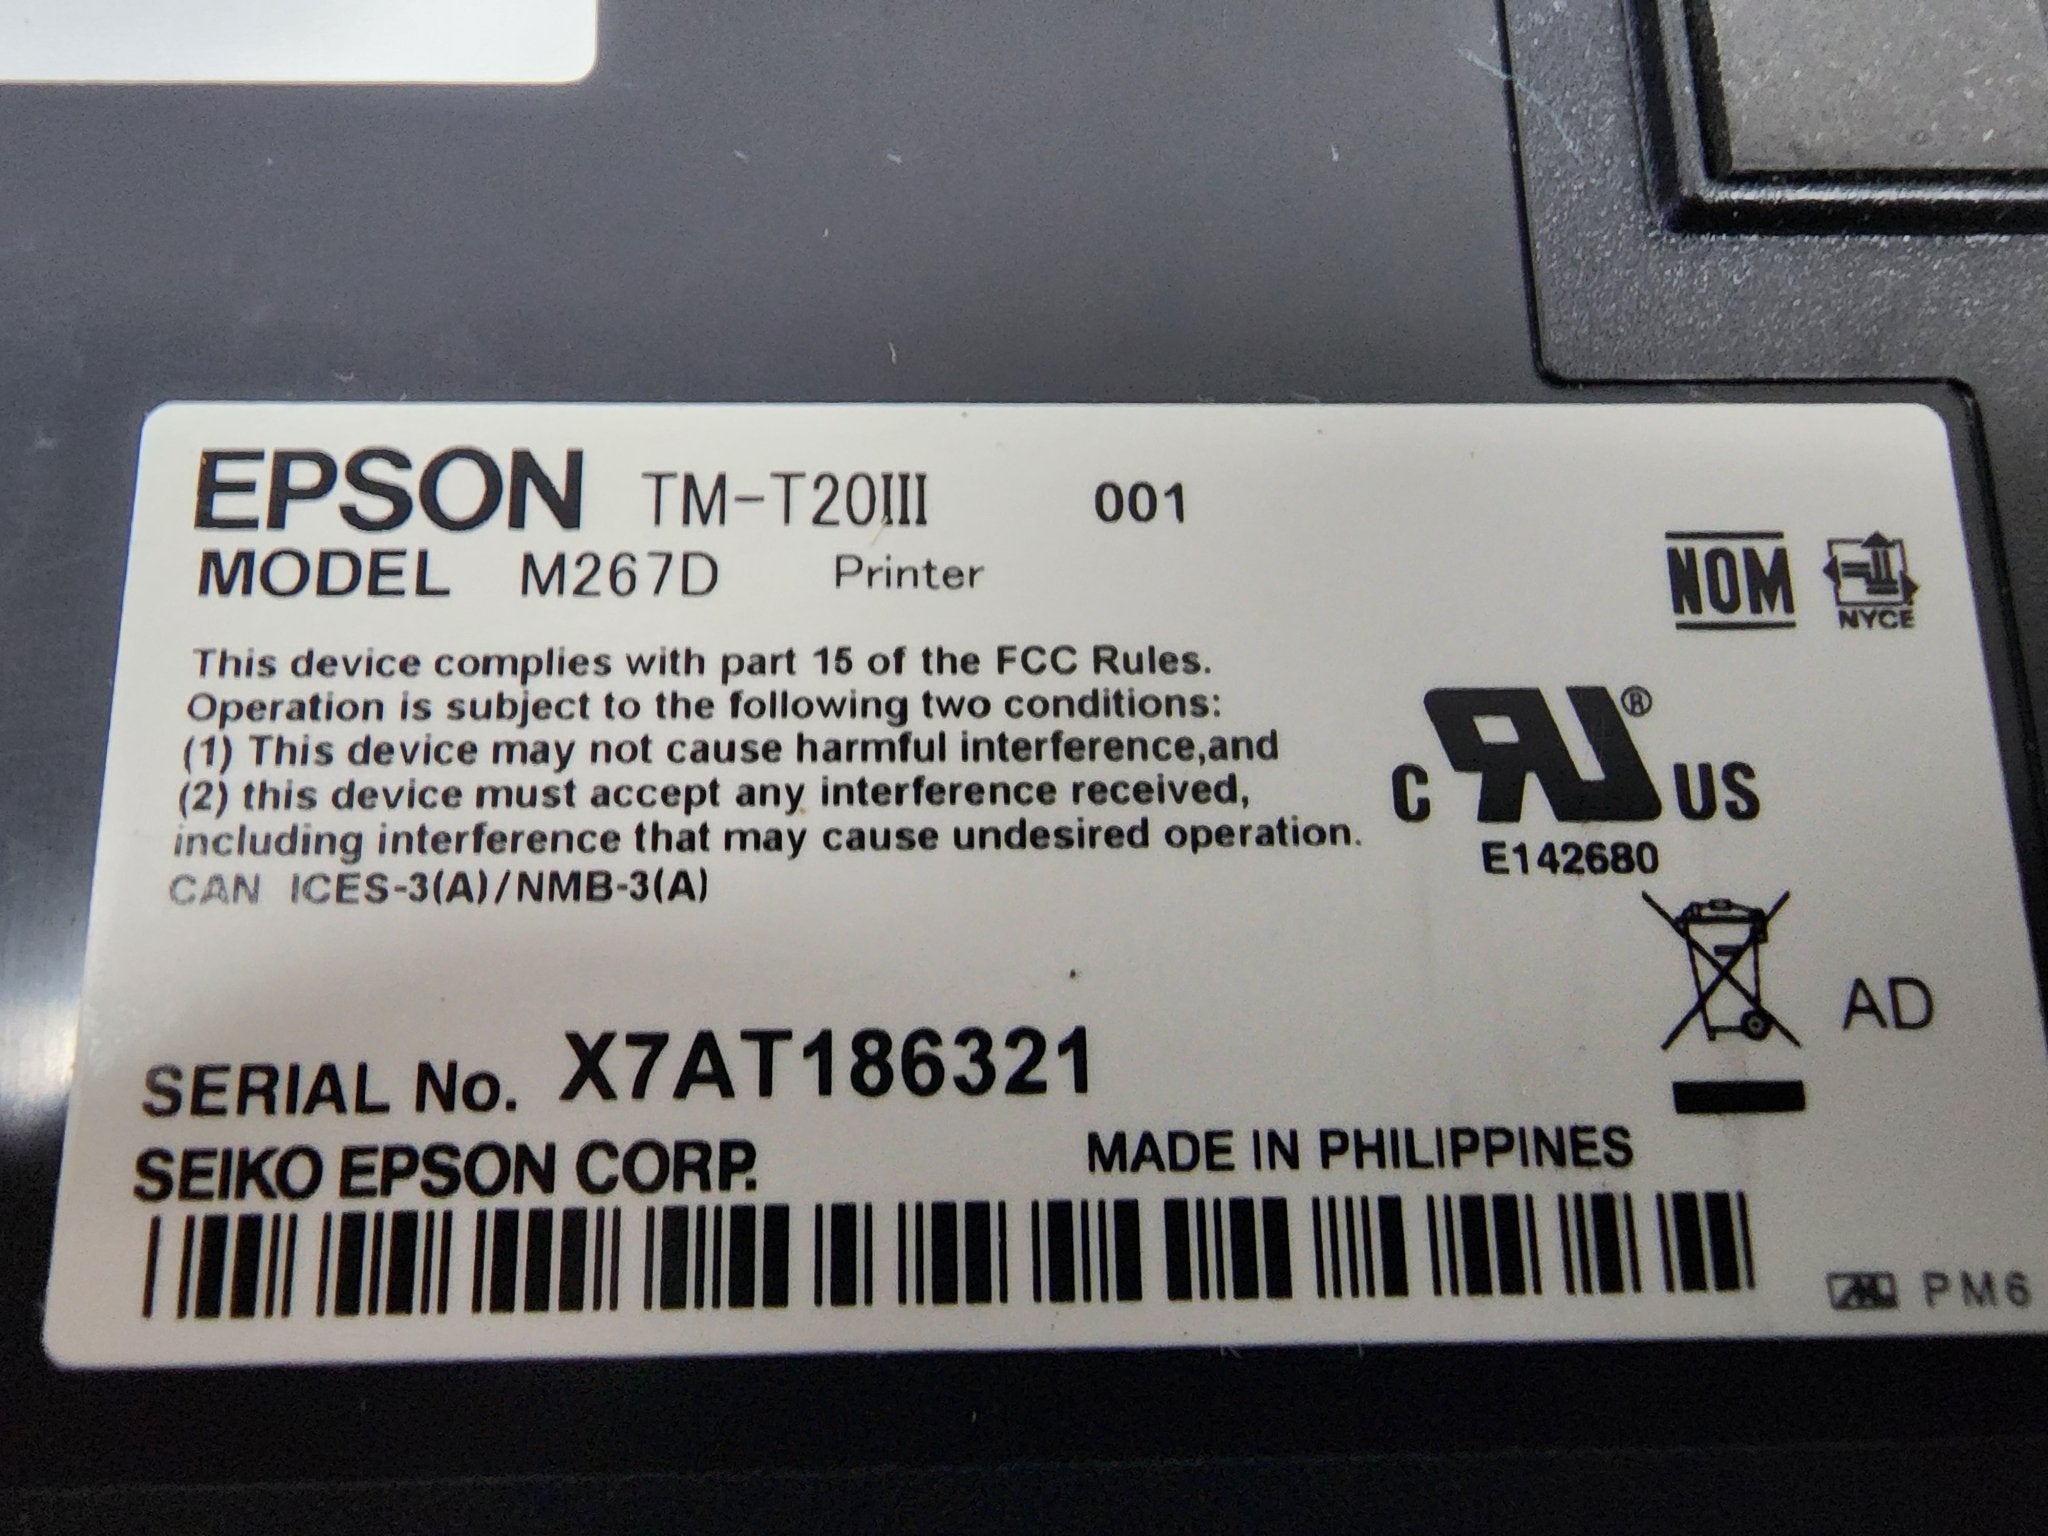 EPSON TM-T20III 001
MODEL M267D Printer
NOM NYCE
This device complies with part 15 of the FCC Rules.
Operation is subject to the following two conditions:
(1) This device may not cause harmful interference,and
(2) this device must accept any interference received,
including interference that may cause undesired operation.
CAN ICES-3(A)/NMB-3(A)
C RU® US
E142680
AD
SERIAL No. X7AT186321
SEIKO EPSON CORP. MADE IN PHILIPPINES
PM6